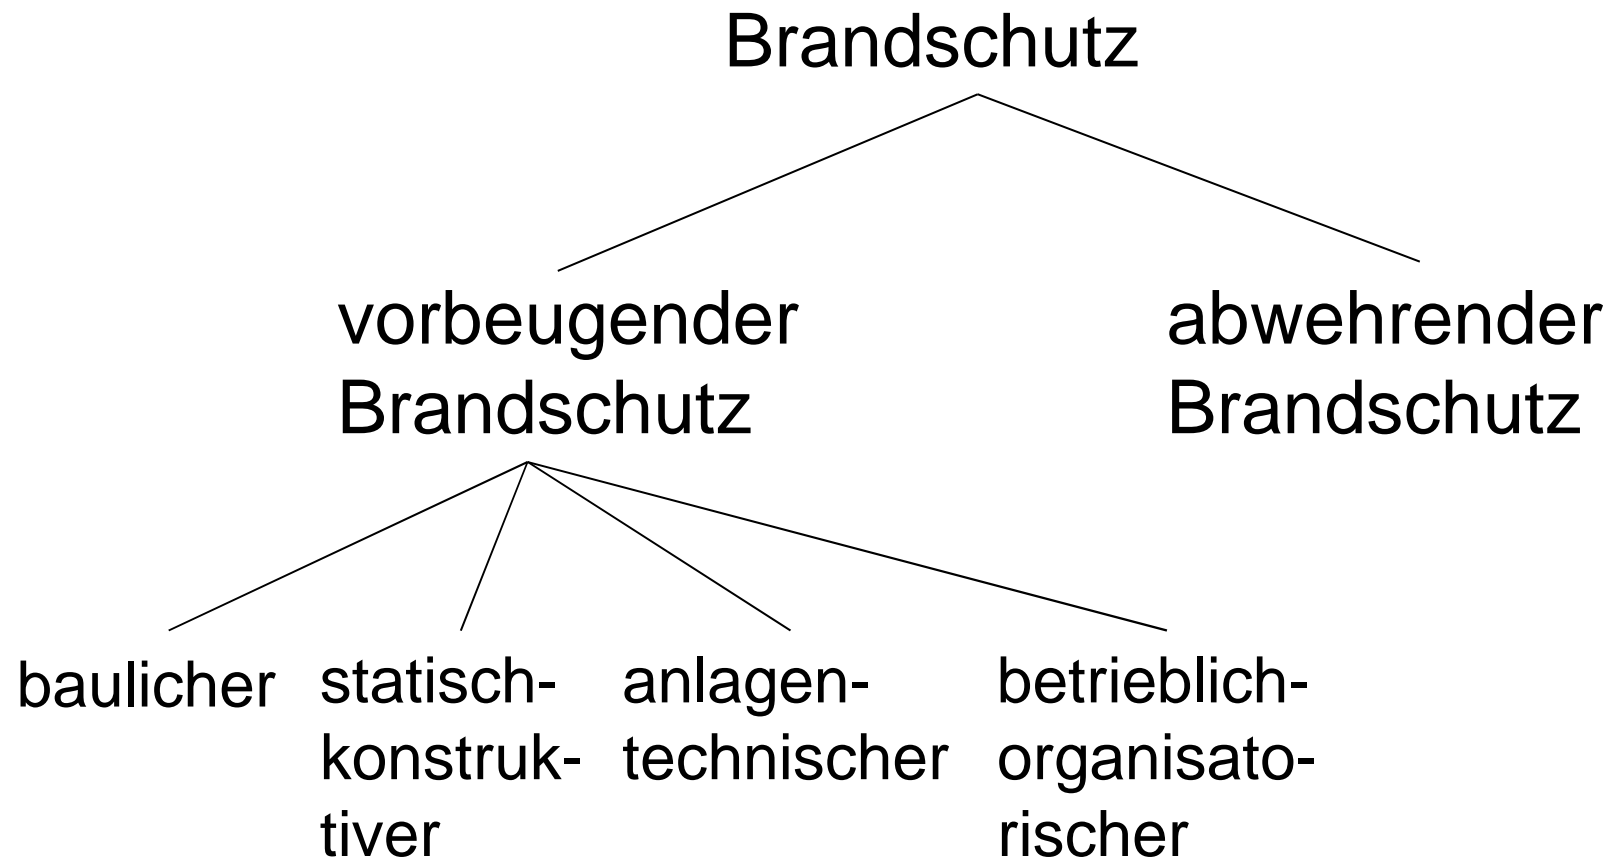 Brandschutz
vorbeugender
Brandschutz
abwehrender
Brandschutz
baulicher
statisch-
konstruk-
tiver
anlagen-
technischer
betrieblich-
organisato-
rischer